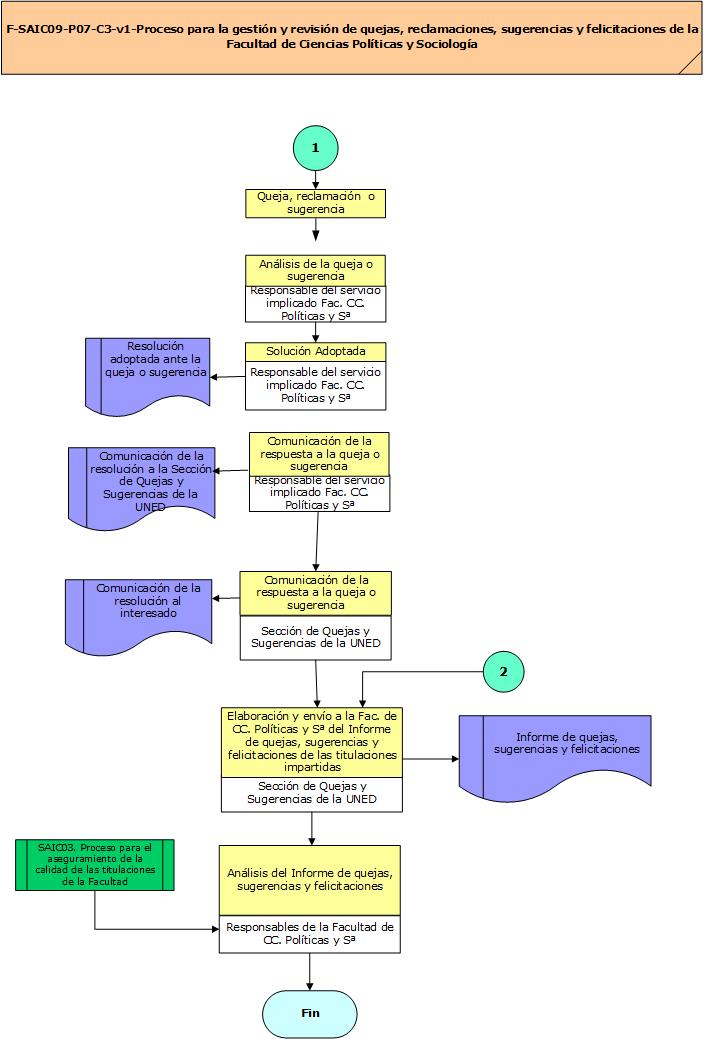 F-SAIC09-P07-C3-v1-Proceso para la gestión y revisión de quejas, reclamaciones, sugerencias y felicitaciones de la
Facultad de Ciencias Políticas y Sociología
1
Queja, reclamación o
sugerencia
Análisis de la queja o
sugerencia
Responsable del servicio
implicado Fac. CC.
Políticas y Sª
Resolución
adoptada ante la
queja o sugerencia
Solución Adoptada
Responsable del servicio
implicado Fac. CC.
Políticas y Sª
Comunicación de la
resolución a la Sección
de Quejas y
Sugerencias de la
UNED
Comunicación de la
respuesta a la queja o
sugerencia
Responsable del servicio
implicado Fac. CC.
Políticas y Sª
Comunicación de la
resolución al
interesado
Comunicación de la
respuesta a la queja o
sugerencia
Sección de Quejas y
Sugerencias de la UNED
2
Elaboración y envío a la Fac. de
CC. Políticas y Sª del Informe
de quejas, sugerencias y
felicitaciones de las titulaciones
impartidas
Sección de Quejas y
Sugerencias de la UNED
Informe de quejas,
sugerencias y felicitaciones
SAIC03. Proceso para el
aseguramiento de la
calidad de las titulaciones
de la Facultad
Análisis del Informe de quejas,
sugerencias y felicitaciones
Responsables de la Facultad de
CC. Políticas y Sª
Fin